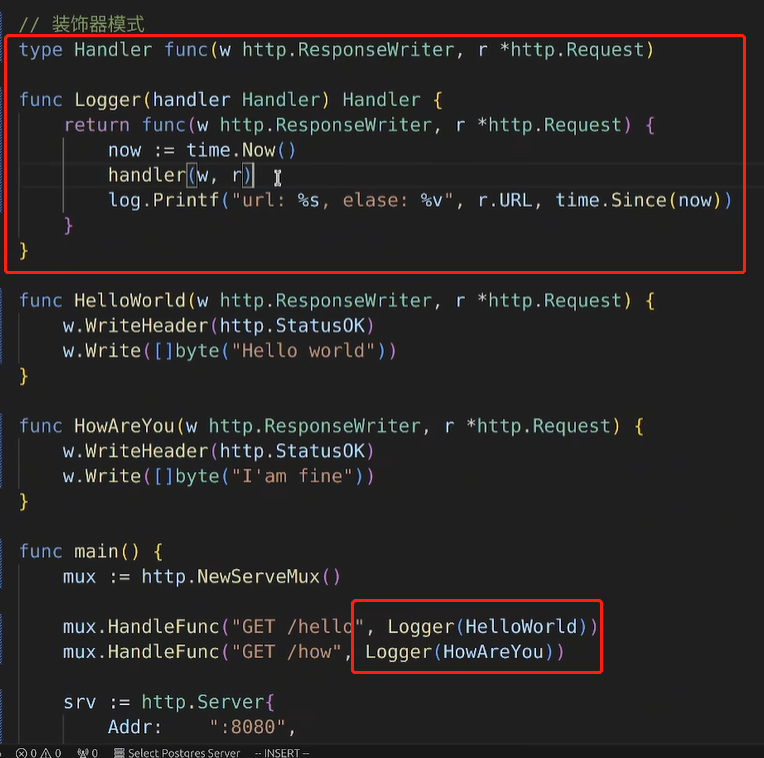 // 装饰器模式
type Handler func(w http.ResponseWriter, r *http.Request)
func Logger(handler Handler) Handler {
return func(w http.ResponseWriter, r *http.Request) {
now := time.Now()
handler(w, r)
log.Printf("url: %s, elase: %v", r.URL, time.Since(now))
}
}
func HelloWorld(w http.ResponseWriter, r *http.Request) {
w.WriteHeader(http.StatusOK)
w.Write([]byte("Hello world"))
}
func HowAreYou(w http.ResponseWriter, r *http.Request) {
w.WriteHeader(http.StatusOK)
w.Write([]byte("I'am fine"))
}
func main() {
mux := http.NewServeMux()
mux.HandleFunc("GET /hello", Logger(HelloWorld))
mux.HandleFunc("GET /how", Logger(HowAreYou))
srv := http.Server{
Addr: ":8080",
0 0 0 Select Postgres Server -- INSERT --